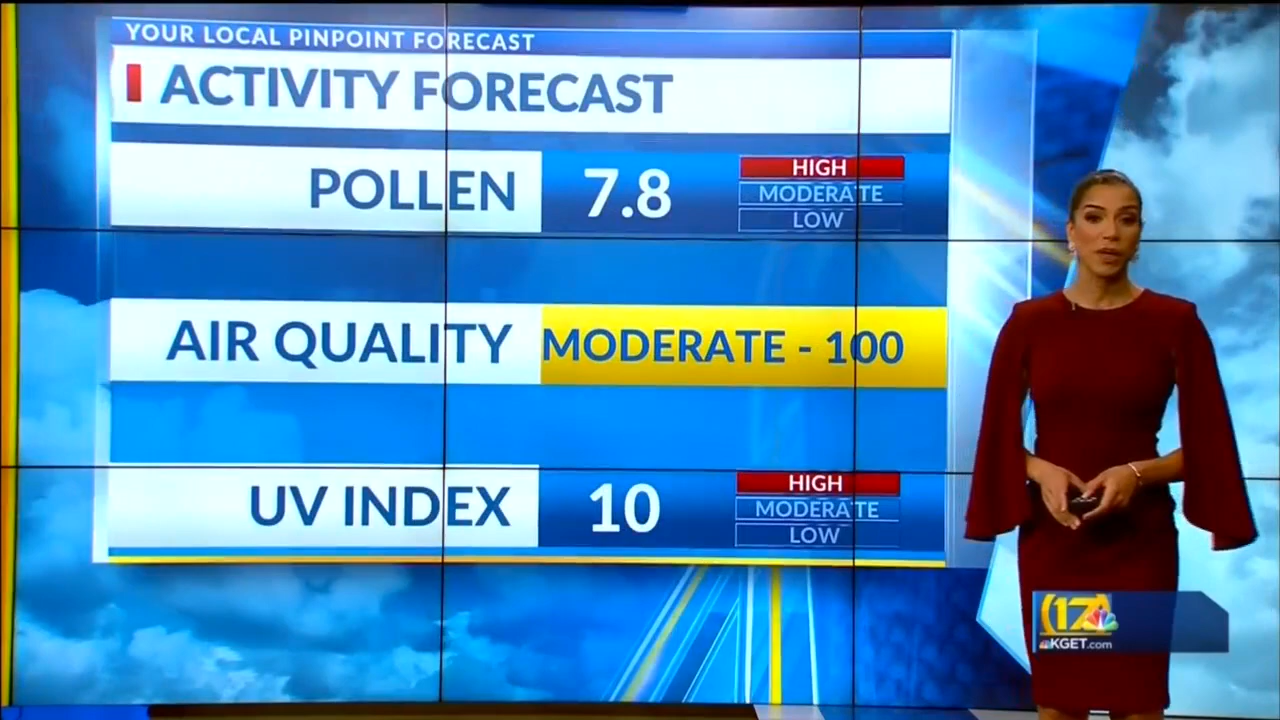 YOUR LOCAL PINPOINT FORECAST
ACTIVITY FORECAST
POLLEN 7.8 HIGH
MODERATE
LOW
AIR QUALITY MODERATE - 100
UV INDEX 10 HIGH
MODERATE
LOW
17
KGET.com